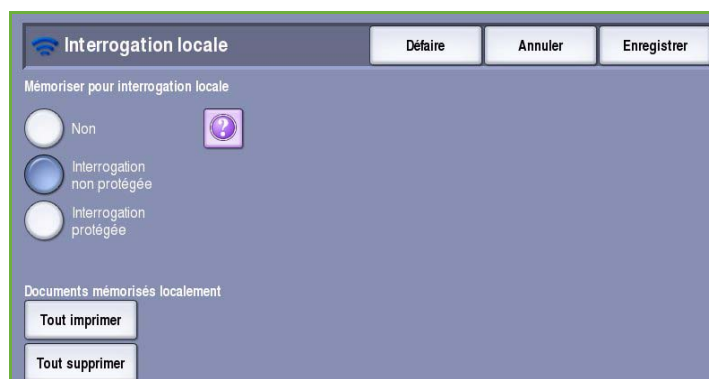 Interrogation locale
Défaire
Annuler
Enregistrer
Mémoriser pour interrogation locale
Non
?
Interrogation
non protégée
Interrogation
protégée
Documents mémorisés localement
Tout imprimer
Tout supprimer